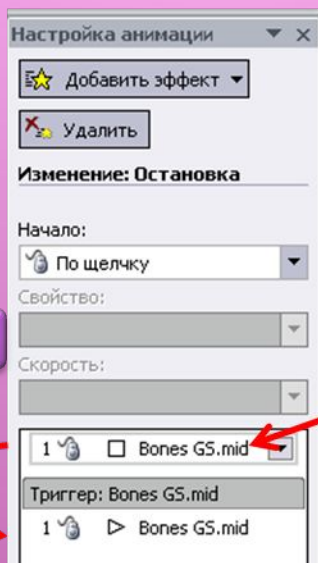 Настройка анимации
Добавить эффект
Удалить
Изменение: Остановка
Начало:
По щелчку
Свойство:
Скорость:
1 Bones GS.mid
Триггер: Bones GS.mid
1 Bones GS.mid